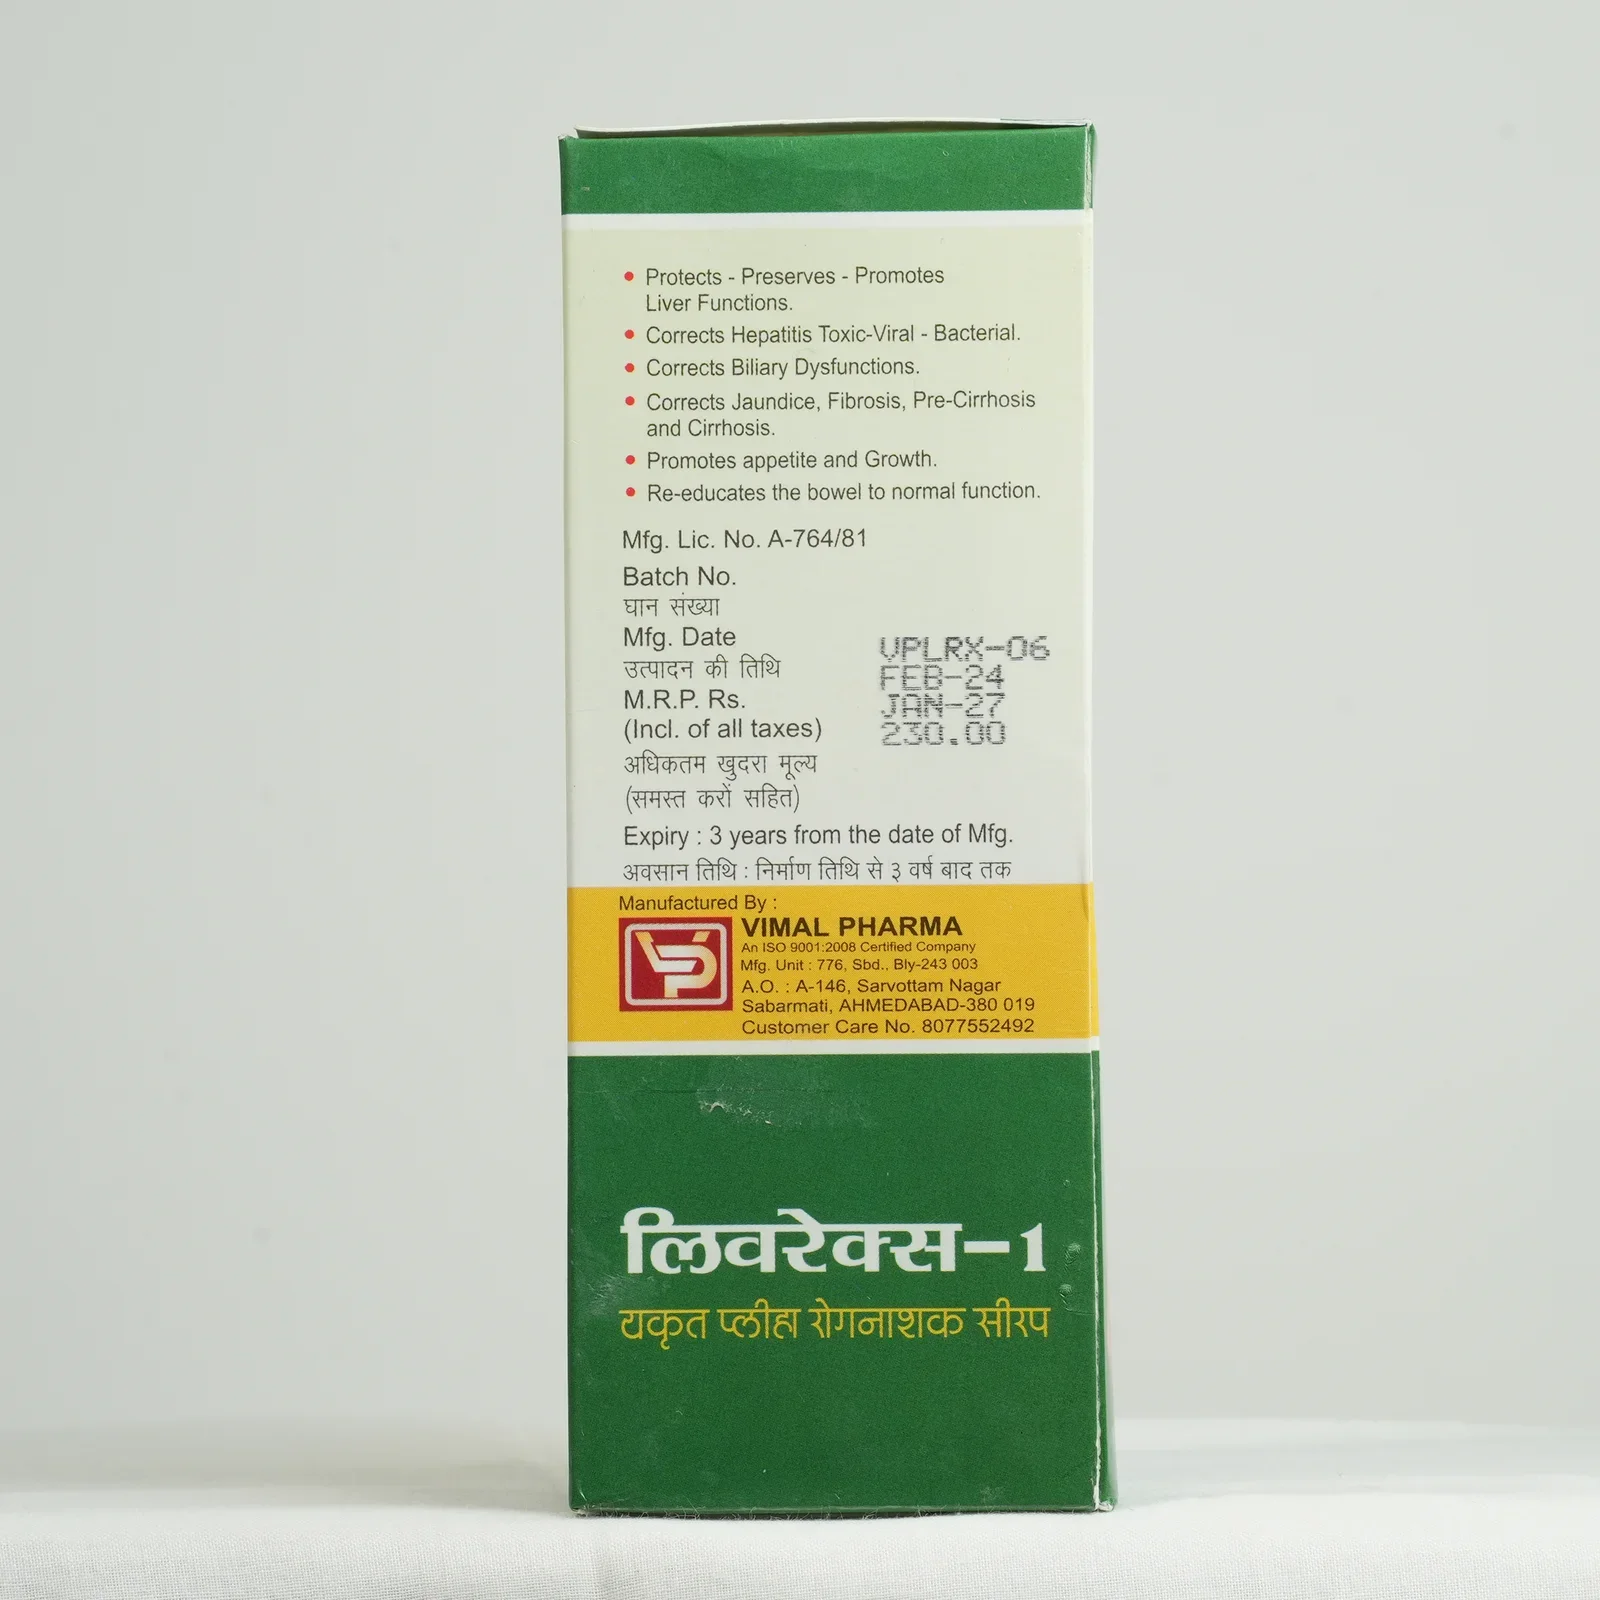 • Protects - Preserves - Promotes
Liver Functions.
• Corrects Hepatitis Toxic-Viral - Bacterial.
• Corrects Biliary Dysfunctions.
• Corrects Jaundice, Fibrosis, Pre-Cirrhosis
and Cirrhosis.
• Promotes appetite and Growth.
• Re-educates the bowel to normal function.
Mfg. Lic. No. A-764/81
Batch No.
घान संख्या
Mfg. Date
उत्पादन की तिथि
M.R.P. Rs.
(Incl. of all taxes)
अधिकतम खुदरा मूल्य
(समस्त करों सहित)
VPLRX-06
FEB-24
JAN-27
230.00
Expiry : 3 years from the date of Mfg.
अवसान तिथि : निर्माण तिथि से ३ वर्ष बाद तक
Manufactured By :
VP
VIMAL PHARMA
An ISO 9001:2008 Certified Company
Mfg. Unit : 776, Sbd., Bly-243 003
A.O. : A-146, Sarvottam Nagar
Sabarmati, AHMEDABAD-380 019
Customer Care No. 8077552492
लिवरेक्स-1
यकृत प्लीहा रोगनाशक सीरप